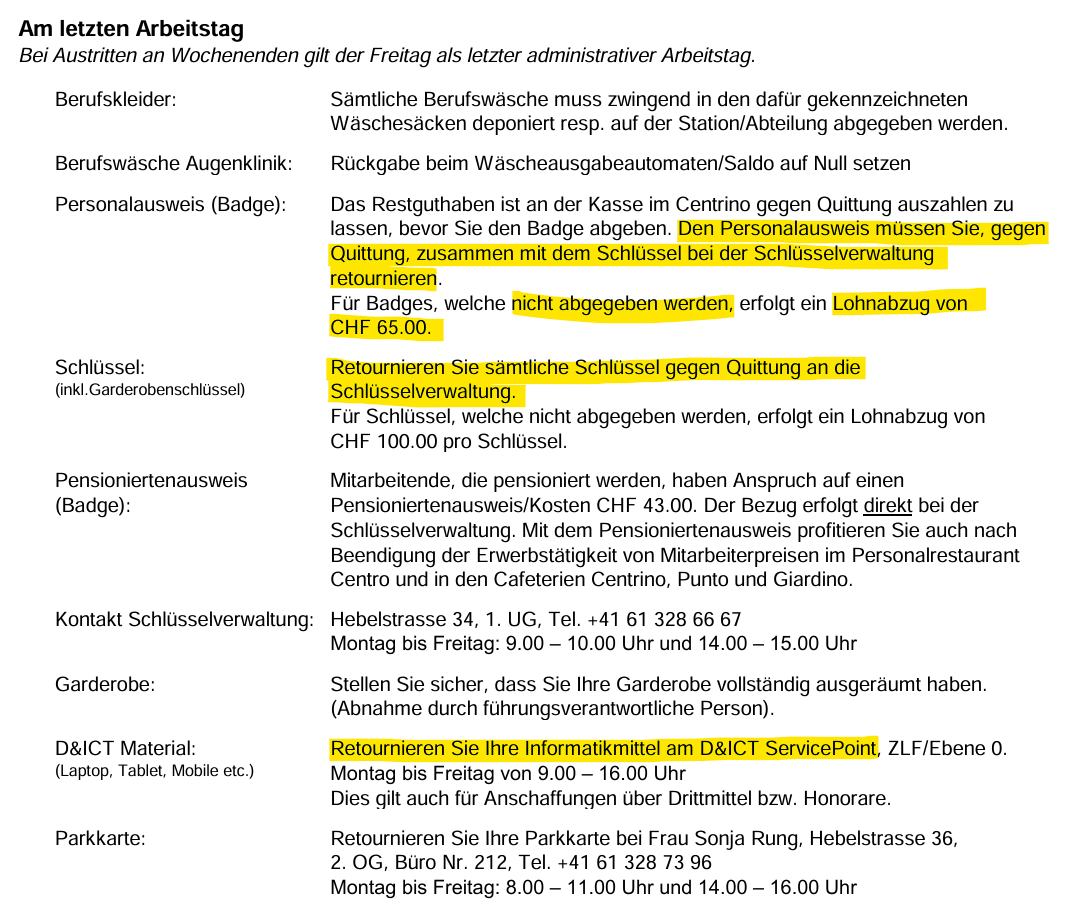 Am letzten Arbeitstag
Bei Austritten an Wochenenden gilt der Freitag als letzter administrativer Arbeitstag.
Berufskleider: Sämtliche Berufswäsche muss zwingend in den dafür gekennzeichneten
Wäschesäcken deponiert resp. auf der Station/Abteilung abgegeben werden.
Berufswäsche Augenklinik: Rückgabe beim Wäscheausgabeautomaten/Saldo auf Null setzen
Personalausweis (Badge): Das Restguthaben ist an der Kasse im Centrino gegen Quittung auszahlen zu
lassen, bevor Sie den Badge abgeben. Den Personalausweis müssen Sie, gegen
Quittung, zusammen mit dem Schlüssel bei der Schlüsselverwaltung
retournieren.
Für Badges, welche nicht abgegeben werden, erfolgt ein Lohnabzug von
CHF 65.00.
Schlüssel: Retournieren Sie sämtliche Schlüssel gegen Quittung an die
(inkl.Garderobenschlüssel) Schlüsselverwaltung.
Für Schlüssel, welche nicht abgegeben werden, erfolgt ein Lohnabzug von
CHF 100.00 pro Schlüssel.
Pensioniertenausweis Mitarbeitende, die pensioniert werden, haben Anspruch auf einen
(Badge): Pensioniertenausweis/Kosten CHF 43.00. Der Bezug erfolgt direkt bei der
Schlüsselverwaltung. Mit dem Pensioniertenausweis profitieren Sie auch nach
Beendigung der Erwerbstätigkeit von Mitarbeiterpreisen im Personalrestaurant
Centro und in den Cafeterien Centrino, Punto und Giardino.
Kontakt Schlüsselverwaltung: Hebelstrasse 34, 1. UG, Tel. +41 61 328 66 67
Montag bis Freitag: 9.00 – 10.00 Uhr und 14.00 – 15.00 Uhr
Garderobe: Stellen Sie sicher, dass Sie Ihre Garderobe vollständig ausgeräumt haben.
(Abnahme durch führungsverantwortliche Person).
D&ICT Material: Retournieren Sie Ihre Informatikmittel am D&ICT ServicePoint, ZLF/Ebene 0.
(Laptop, Tablet, Mobile etc.) Montag bis Freitag von 9.00 – 16.00 Uhr
Dies gilt auch für Anschaffungen über Drittmittel bzw. Honorare.
Parkkarte: Retournieren Sie Ihre Parkkarte bei Frau Sonja Rung, Hebelstrasse 36,
2. OG, Büro Nr. 212, Tel. +41 61 328 73 96
Montag bis Freitag: 8.00 – 11.00 Uhr und 14.00 – 16.00 Uhr